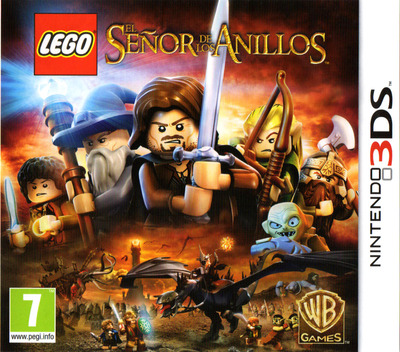 LEGO
EL
SEÑOR DE LOS ANILLOS
NINTENDO 3DS
7
www.pegi.info
WB
GAMES